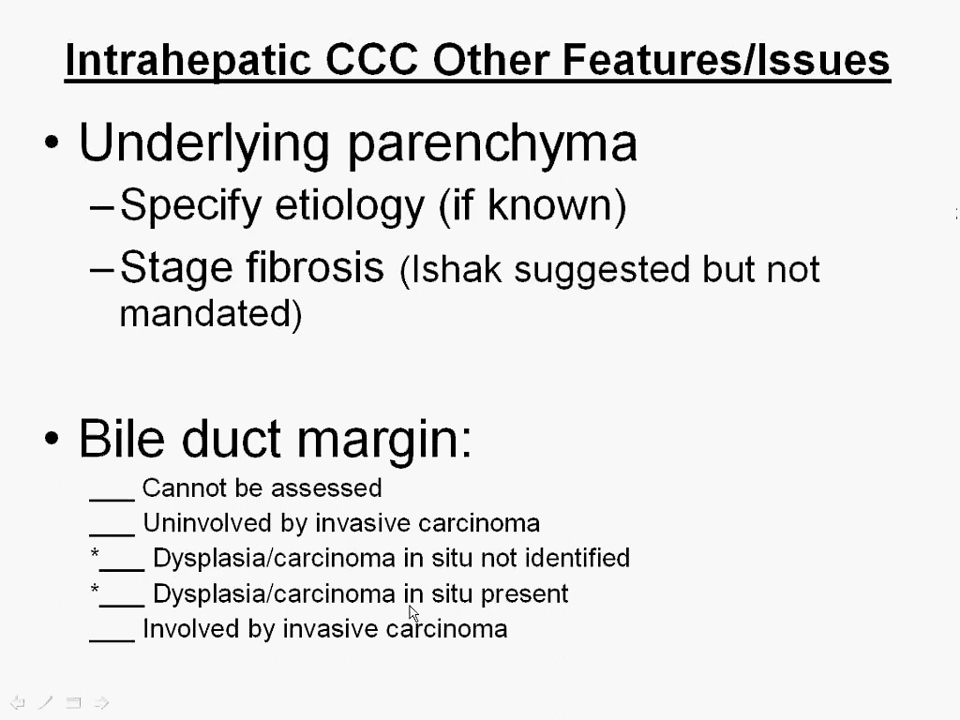 Intrahepatic CCC Other Features/Issues
• Underlying parenchyma
–Specify etiology (if known)
–Stage fibrosis (Ishak suggested but not
mandated)
• Bile duct margin:
___ Cannot be assessed
___ Uninvolved by invasive carcinoma
*___ Dysplasia/carcinoma in situ not identified
*___ Dysplasia/carcinoma in situ present
___ Involved by invasive carcinoma